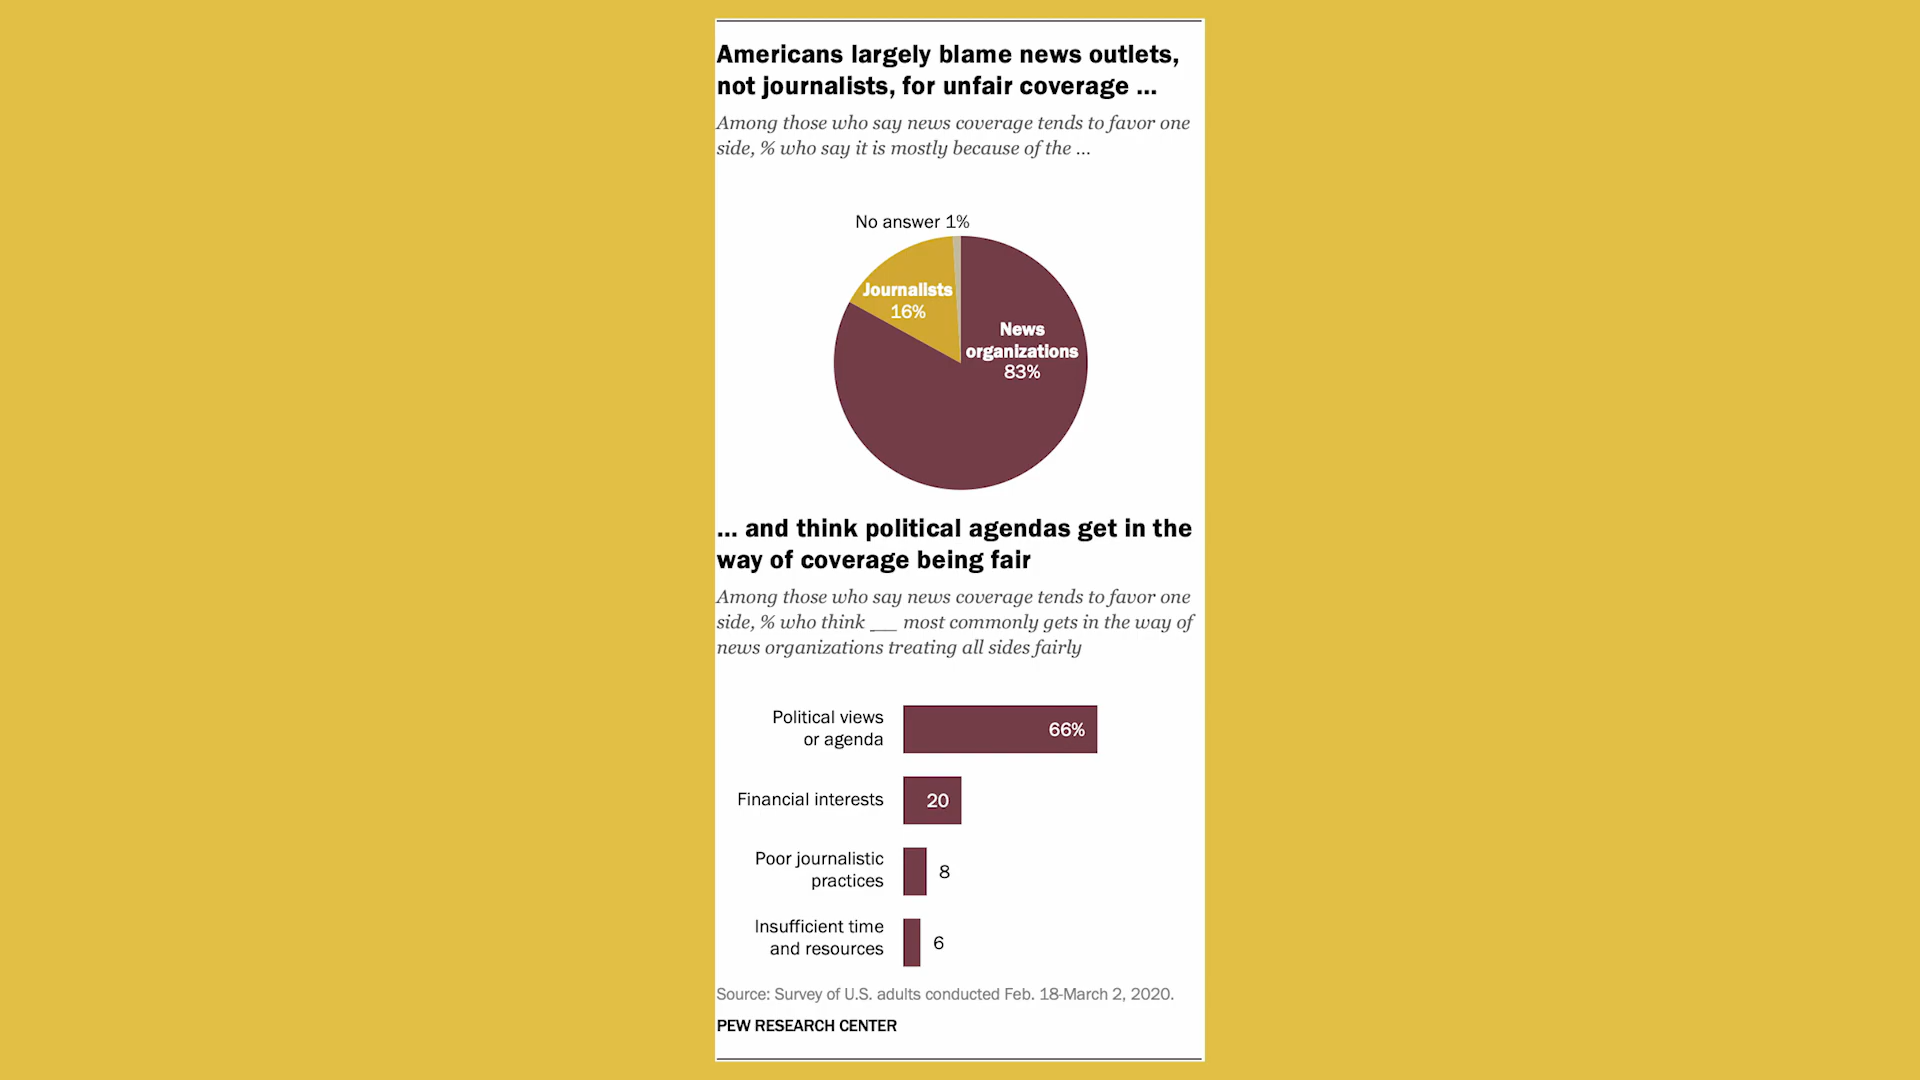 Americans largely blame news outlets,
not journalists, for unfair coverage ...
Among those who say news coverage tends to favor one
side, % who say it is mostly because of the ...
No answer 1%
Journalists
16%
News
organizations
83%
... and think political agendas get in the
way of coverage being fair
Among those who say news coverage tends to favor one
side, % who think __ most commonly gets in the way of
news organizations treating all sides fairly
Political views
or agenda
66%
Financial interests
20
Poor journalistic
practices
8
Insufficient time
and resources
6
Source: Survey of U.S. adults conducted Feb. 18-March 2, 2020.
PEW RESEARCH CENTER